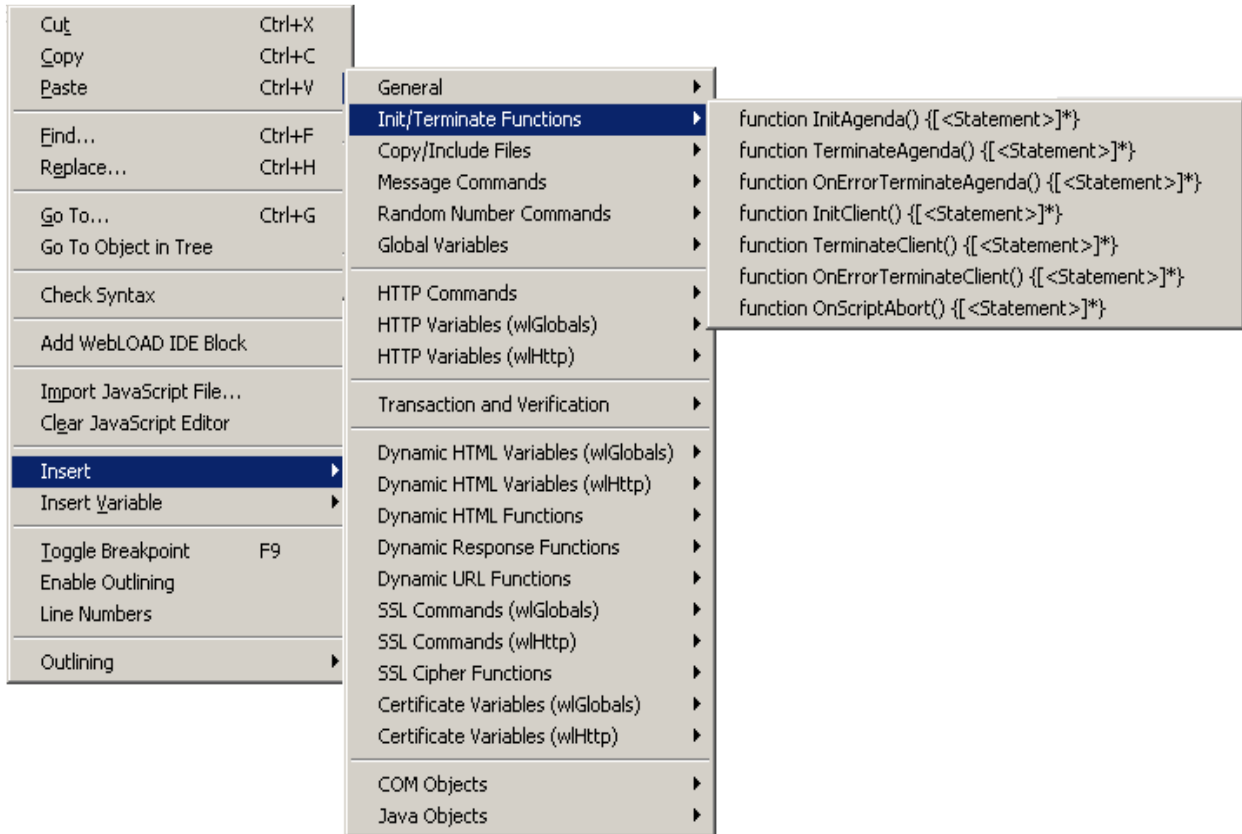 Cut Ctrl+X
Copy Ctrl+C
Paste Ctrl+V
Find... Ctrl+F
Replace... Ctrl+H
Go To... Ctrl+G
Go To Object in Tree
Check Syntax
Add WebLOAD IDE Block
Import JavaScript File...
Clear JavaScript Editor
Insert
Insert Variable
Toggle Breakpoint F9
Enable Outlining
Line Numbers
Outlining
General
Init/Terminate Functions
Copy/Include Files
Message Commands
Random Number Commands
Global Variables
HTTP Commands
HTTP Variables (wlGlobals)
HTTP Variables (wlHttp)
Transaction and Verification
Dynamic HTML Variables (wlGlobals)
Dynamic HTML Variables (wlHttp)
Dynamic HTML Functions
Dynamic Response Functions
Dynamic URL Functions
SSL Commands (wlGlobals)
SSL Commands (wlHttp)
SSL Cipher Functions
Certificate Variables (wlGlobals)
Certificate Variables (wlHttp)
COM Objects
Java Objects
function InitAgenda() {[<Statement>]*}
function TerminateAgenda() {[<Statement>]*}
function OnErrorTerminateAgenda() {[<Statement>]*}
function InitClient() {[<Statement>]*}
function TerminateClient() {[<Statement>]*}
function OnErrorTerminateClient() {[<Statement>]*}
function OnScriptAbort() {[<Statement>]*}